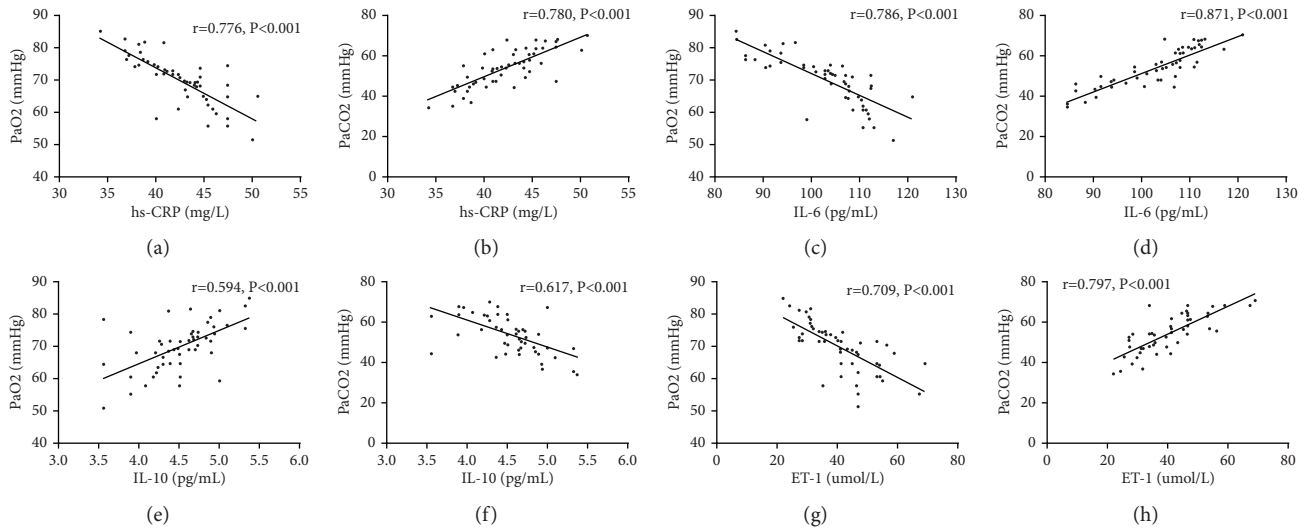 r=0.776, P<0.001
PaO2 (mmHg)
90
80
70
60
50
40
30 35 40 45 50 55
hs-CRP (mg/L)
(a)
r=0.780, P<0.001
PaCO2 (mmHg)
80
60
40
20
0
30 35 40 45 50 55
hs-CRP (mg/L)
(b)
r=0.786, P<0.001
PaO2 (mmHg)
90
80
70
60
50
40
80 90 100 110 120 130
IL-6 (pg/mL)
(c)
r=0.871, P<0.001
PaCO2 (mmHg)
80
60
40
20
0
80 90 100 110 120 130
IL-6 (pg/mL)
(d)
r=0.594, P<0.001
PaO2 (mmHg)
90
80
70
60
50
40
3.0 3.5 4.0 4.5 5.0 5.5 6.0
IL-10 (pg/mL)
(e)
r=0.617, P<0.001
PaCO2 (mmHg)
80
60
40
20
0
3.0 3.5 4.0 4.5 5.0 5.5 6.0
IL-10 (pg/mL)
(f)
r=0.709, P<0.001
PaO2 (mmHg)
90
80
70
60
50
40
0 20 40 60 80
ET-1 (umol/L)
(g)
r=0.797, P<0.001
PaCO2 (mmHg)
80
60
40
20
0
0 20 40 60 80
ET-1 (umol/L)
(h)